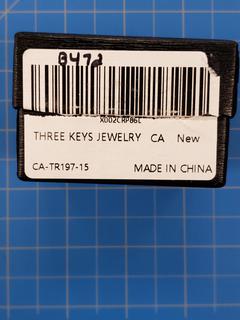 8472
X002CRP86L
THREE KEYS JEWELRY CA New
CA-TR197-15 MADE IN CHINA